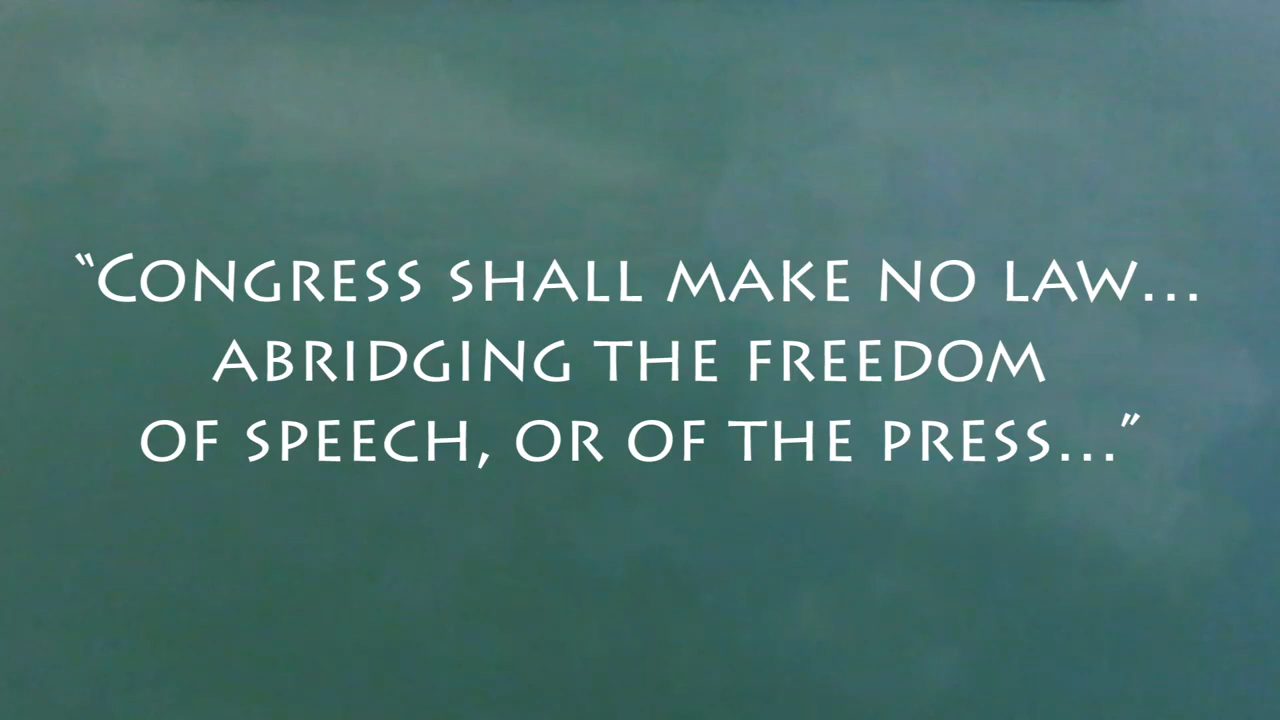 “Congress shall make no law…
abridging the freedom
of speech, or of the press…”